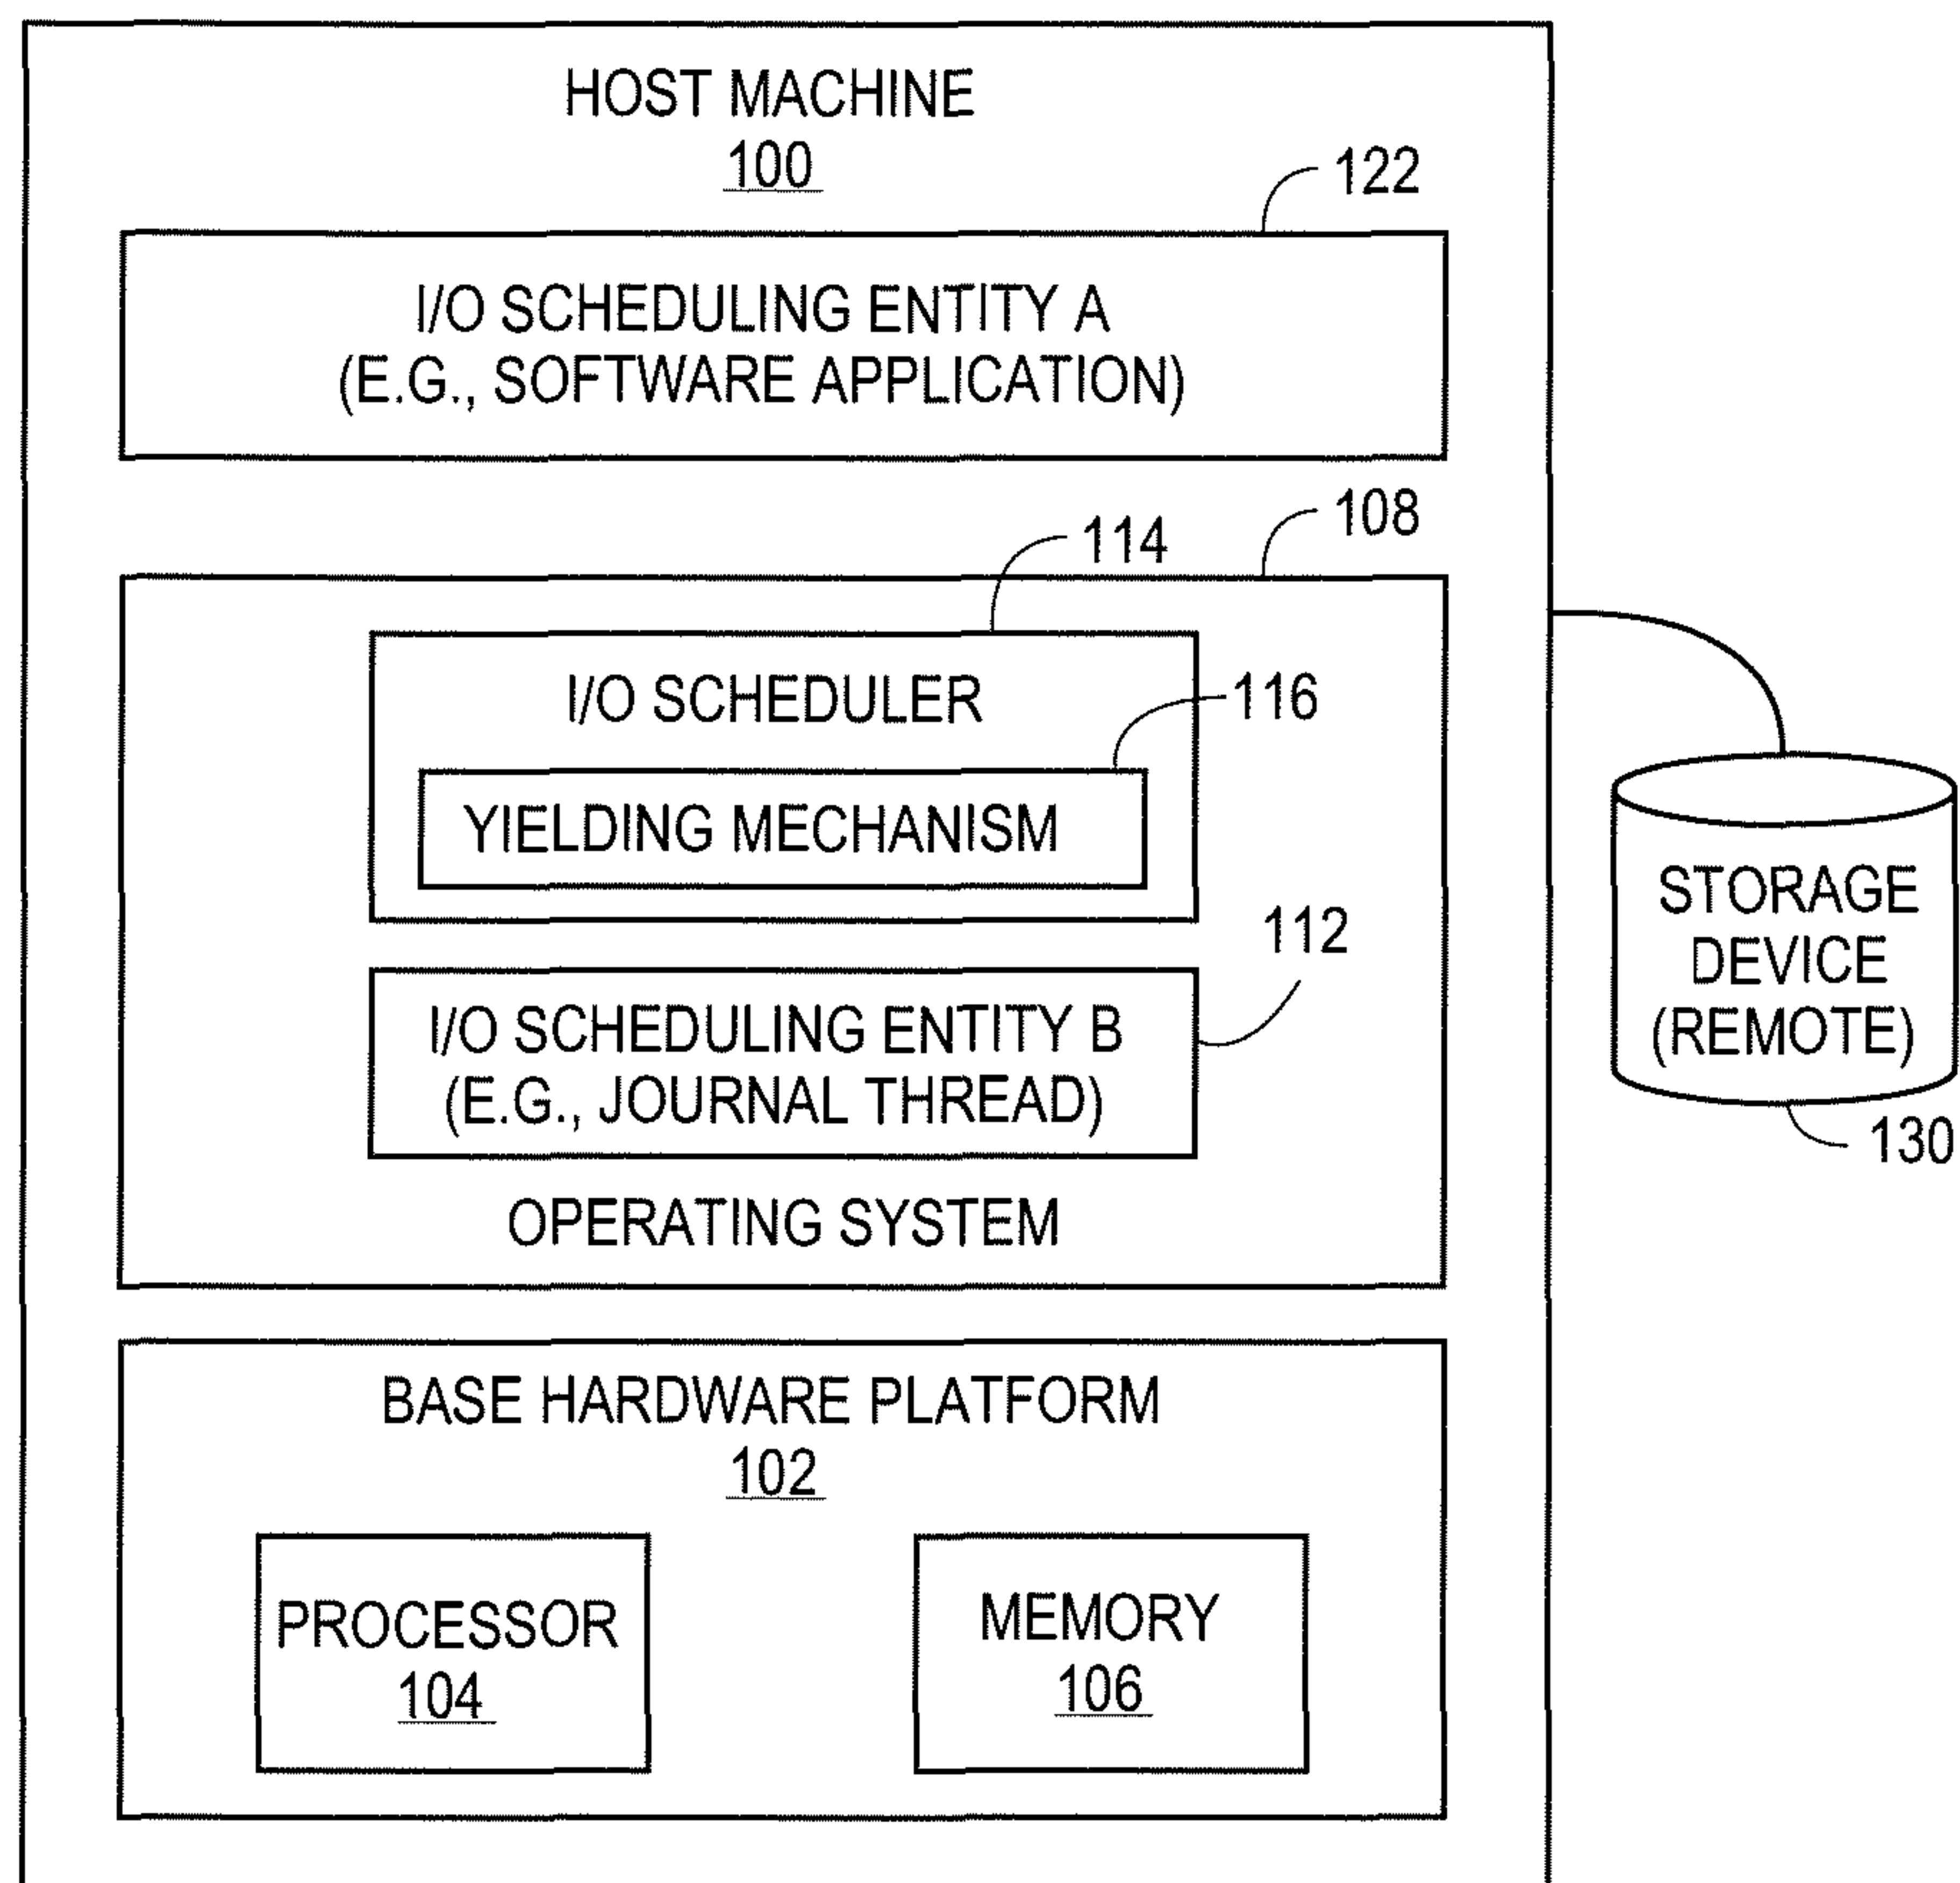 HOST MACHINE
100
122
I/O SCHEDULING ENTITY A
(E.G., SOFTWARE APPLICATION)
108
114
I/O SCHEDULER
116
YIELDING MECHANISM
112
I/O SCHEDULING ENTITY B
(E.G., JOURNAL THREAD)
OPERATING SYSTEM
STORAGE
DEVICE
(REMOTE)
130
BASE HARDWARE PLATFORM
102
PROCESSOR
104
MEMORY
106